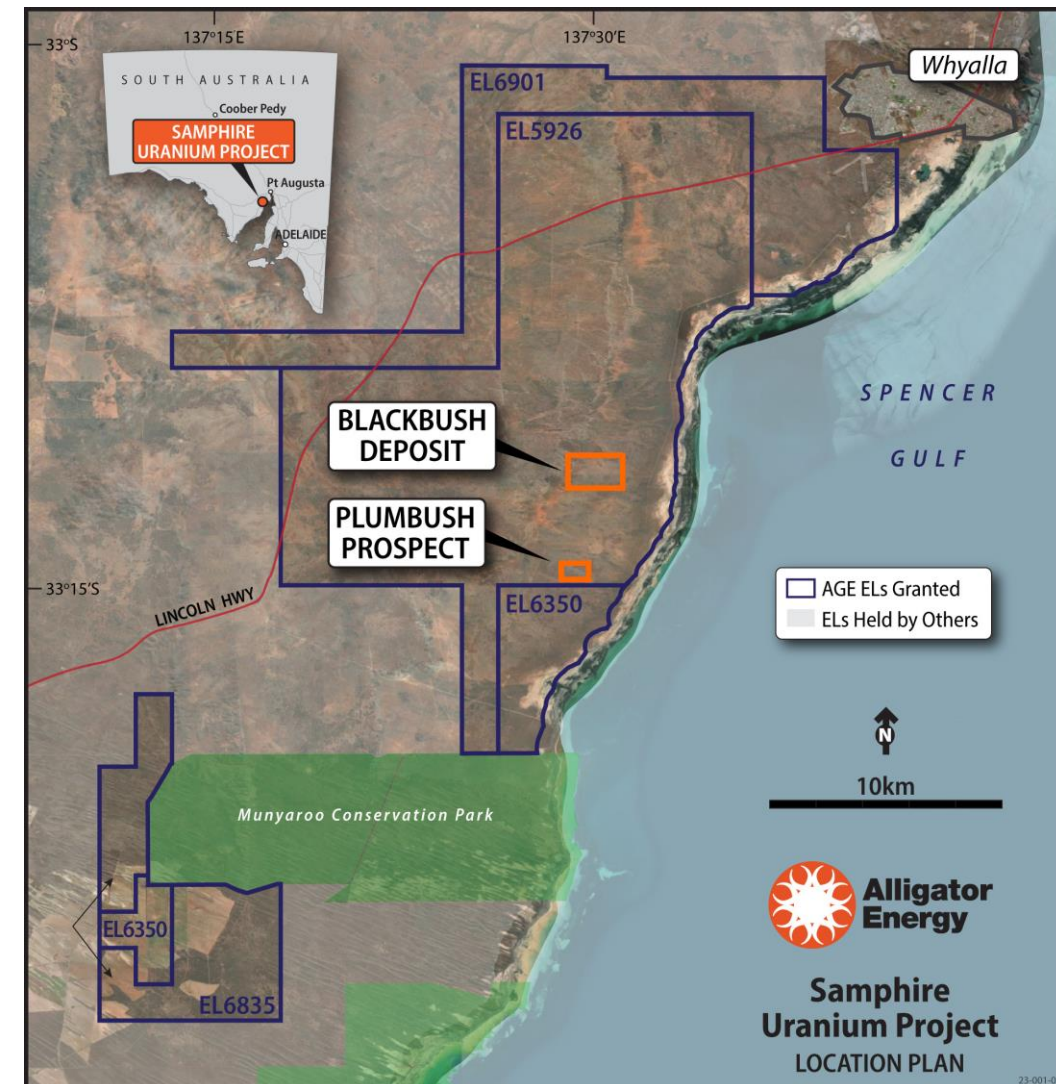 33°S
137°15'E
137°30'E
Whyalla
SOUTH AUSTRALIA
Coober Pedy
SAMPHIRE
URANIUM PROJECT
Pt Augusta
ADELAIDE
EL6901
EL5926
SPENCER
GULF
BLACKBUSH
DEPOSIT
PLUMBUSH
PROSPECT
33°15'S
LINCOLN HWY
EL6350
AGE ELs Granted
ELs Held by Others
N
10km
Munyaroo Conservation Park
EL6350
EL6835
Alligator
Energy
Samphire
Uranium Project
LOCATION PLAN